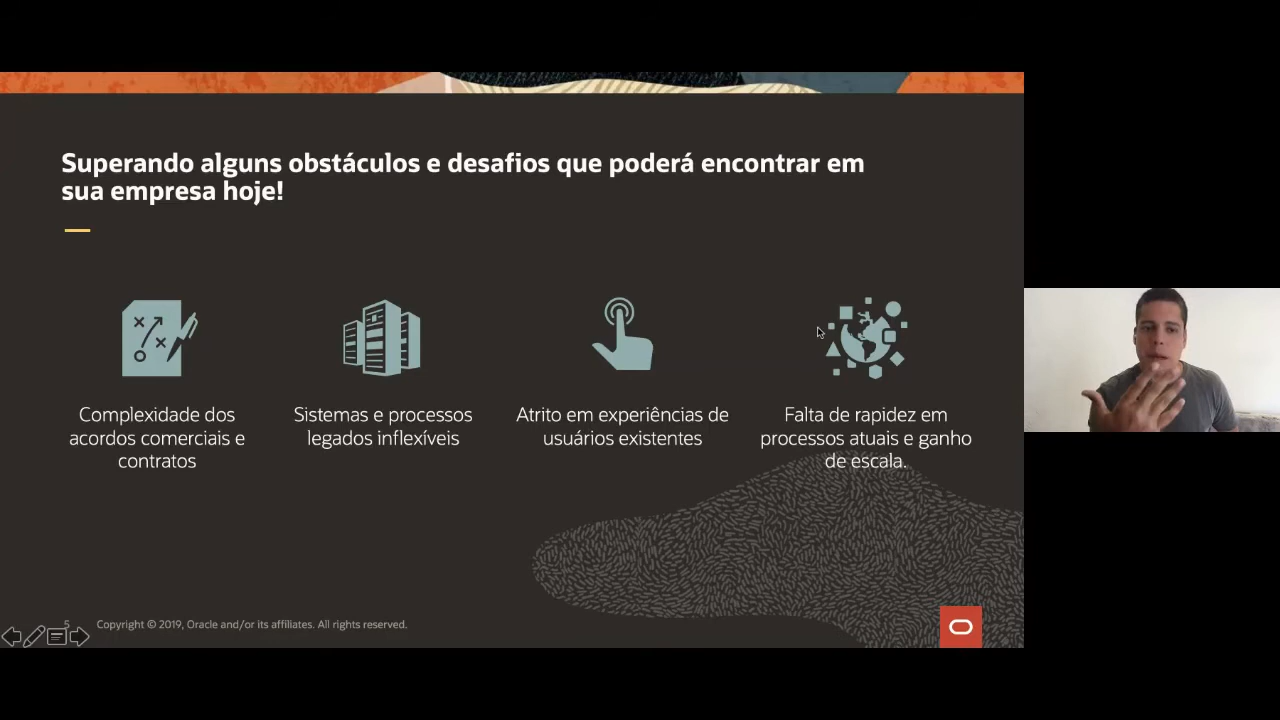 Superando alguns obstáculos e desafios que poderá encontrar em
sua empresa hoje!
Complexidade dos
acordos comerciais e
contratos
Sistemas e processos
legados inflexíveis
Atrito em experiências de
usuários existentes
Falta de rapidez em
processos atuais e ganho
de escala.
5
Copyright © 2019, Oracle and/or its affiliates. All rights reserved.